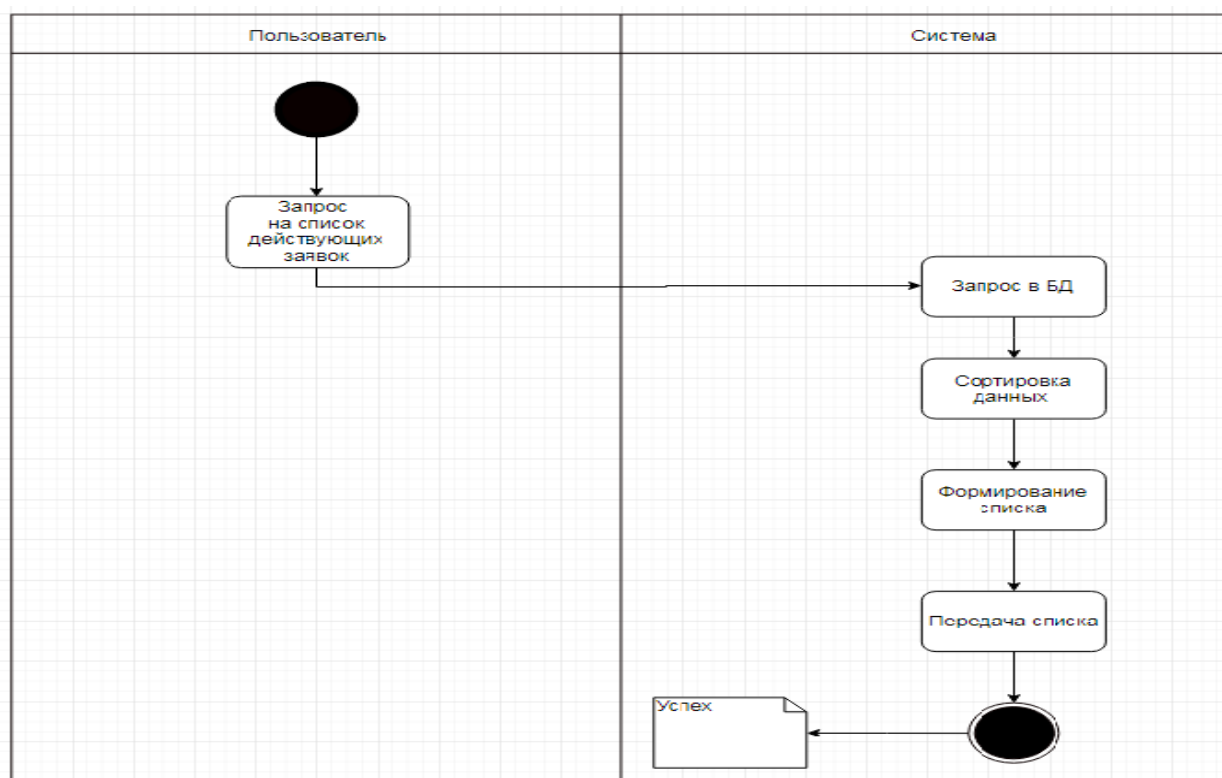 Пользователь
Система
Запрос
на список
действующих
заявок
Запрос в БД
Сортировка
данных
Формирование
списка
Передача списка
Успех